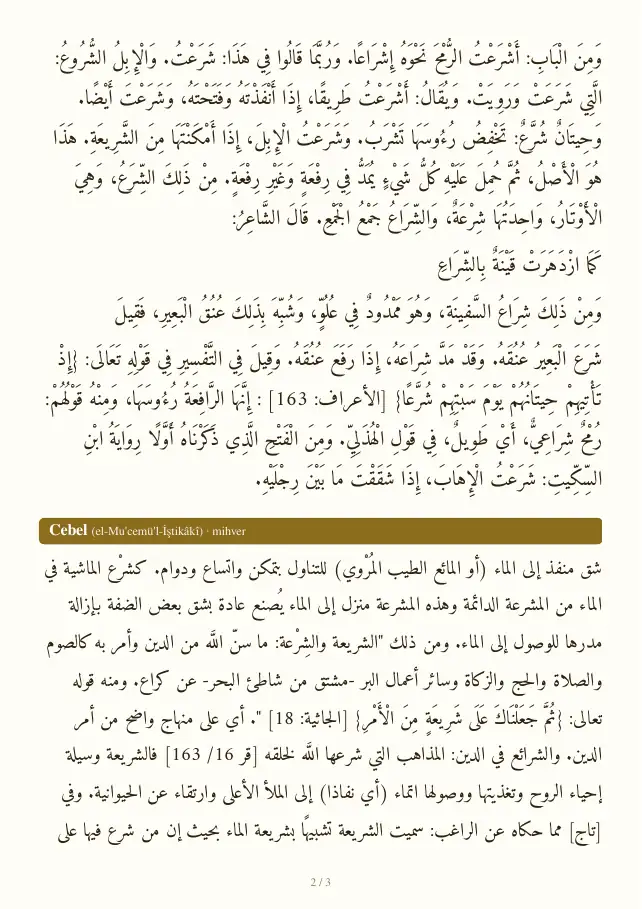 وَمِنَ الْبَابِ: أَشْرَعْتُ الرُّمْحَ نَحْوَهُ إِشْرَاعًا. وَرُبَّمَا قَالُوا فِي هَذَا: شَرَعْتُ. وَالْإِبِلُ الشُّرُوعُ:
الَّتِي شَرَعَتْ وَرَوِيَتْ. وَيُقَالُ: أَشْرَعْتُ طَرِيقًا، إِذَا أَنْفَذْتَهُ وَفَتَحْتَهُ، وَشَرَعْتَ أَيْضًا.
وَحِيتَانٌ شُرَّعٌ: تَخْفِضُ رُءُوسَهَا تَشْرَبُ. وَشَرَعْتُ الْإِبِلَ، إِذَا أَمْكَنْتَهَا مِنَ الشَّرِيعَةِ. هَذَا
هُوَ الْأَصْلُ، ثُمَّ حُمِلَ عَلَيْهِ كُلُّ شَيْءٍ يُمَدُّ فِي رِفْعَةٍ وَغَيْرِ رِفْعَةٍ. مِنْ ذَلِكَ الشِّرَعُ، وَهِيَ
الْأَوْتَارُ، وَاحِدَتُهَا شِرْعَةٌ، وَالشِّرَاعُ جَمْعُ الْجَمْعِ. قَالَ الشَّاعِرُ:
كَمَا ازْدَهَرَتْ قَيْنَةٌ بِالشِّرَاعِ
وَمِنْ ذَلِكَ شِرَاعُ السَّفِينَةِ، وَهُوَ مَمْدُودٌ فِي عُلُوٍّ، وَشُبِّهَ بِذَلِكَ عُنُقُ الْبَعِيرِ، فَقِيلَ
شَرَعَ الْبَعِيرُ عُنُقَهُ. وَقَدْ مَدَّ شِرَاعَهُ، إِذَا رَفَعَ عُنُقَهُ. وَقِيلَ فِي التَّفْسِيرِ فِي قَوْلِهِ تَعَالَى: {إِذْ
تَأْتِيهِمْ حِيتَانُهُمْ يَوْمَ سَبْتِهِمْ شُرَّعًا} [الأعراف: 163] : إِنَّهَا الرَّافِعَةُ رُءُوسَهَا، وَمِنْهُ قَوْلُهُمْ:
رُمْحٌ شِرَاعِيٌّ، أَيْ طَوِيلٌ، فِي قَوْلِ الْهُذَلِيِّ. وَمِنَ الْفَتْحِ الَّذِي ذَكَرْنَاهُ أَوَّلًا رِوَايَةُ ابْنِ
السِّكِّيتِ: شَرَعْتُ الْإِهَابَ، إِذَا شَقَقْتَ مَا بَيْنَ رِجْلَيْهِ.
Cebel (el-Mu'cemü'l-İştikâkî) · mihver
شق منفذ إلى الماء (أو المائع الطيب المُرْوي) للتناول بتمكن واتساع ودوام. كشرْع الماشية في
الماء من المشرعة الدائمة وهذه المشرعة منزل إلى الماء يُصنع عادة بشق بعض الضفة بإزالة
مدرها للوصول إلى الماء. ومن ذلك "الشريعة والشِرْعة: ما سنّ الله من الدين وأمر به كالصوم
والصلاة والحج والزكاة وسائر أعمال البر -مشتق من شاطئ البحر- عن كراع. ومنه قوله
تعالى: {ثُمَّ جَعَلْنَاكَ عَلَى شَرِيعَةٍ مِنَ الْأَمْرِ} [الجاثية: 18] ". أي على منهاج واضح من أمر
الدين. والشرائع في الدين: المذاهب التي شرعها الله لخلقه [قر 16/ 163] فالشريعة وسيلة
إحياء الروح وتغذيتها ووصولها انتماء (أي نفاذا) إلى الملأ الأعلى وارتقاء عن الحيوانية. وفي
[تاج] مما حكاه عن الراغب: سميت الشريعة تشبيهًا بشريعة الماء بحيث إن من شرع فيها على
2 / 3